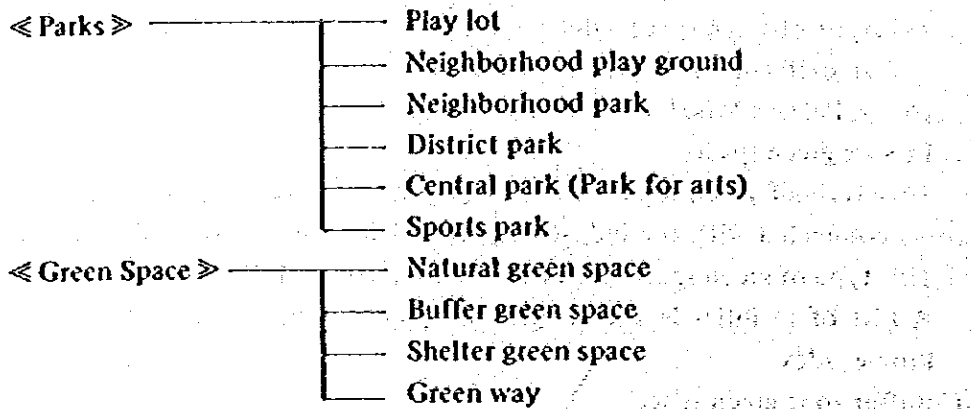 ≪ Parks ≫ Play lot
Neighborhood play ground
Neighborhood park
District park
Central park (Park for arts)
Sports park
≪ Green Space ≫ Natural green space
Buffer green space
Shelter green space
Green way